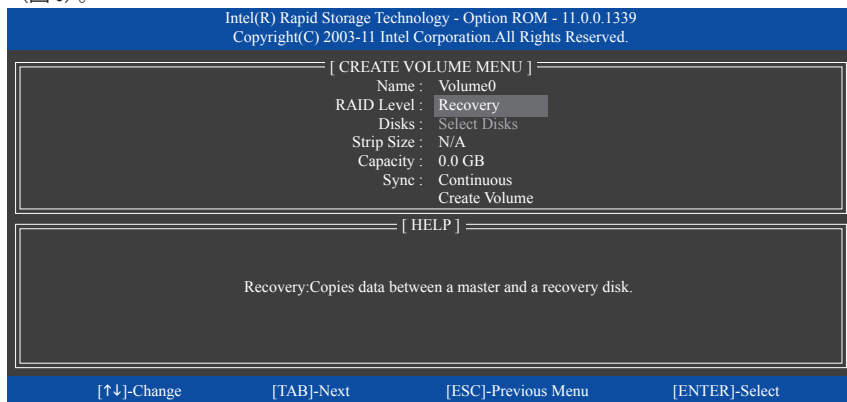 Intel(R) Rapid Storage Technology - Option ROM - 11.0.0.1339
Copyright(C) 2003-11 Intel Corporation.All Rights Reserved.
[ CREATE VOLUME MENU ]
Name : Volume0
RAID Level : Recovery
Disks : Select Disks
Strip Size : N/A
Capacity : 0.0 GB
Sync : Continuous
Create Volume
[ HELP ]
Recovery:Copies data between a master and a recovery disk.
[↑↓]-Change [TAB]-Next [ESC]-Previous Menu [ENTER]-Select